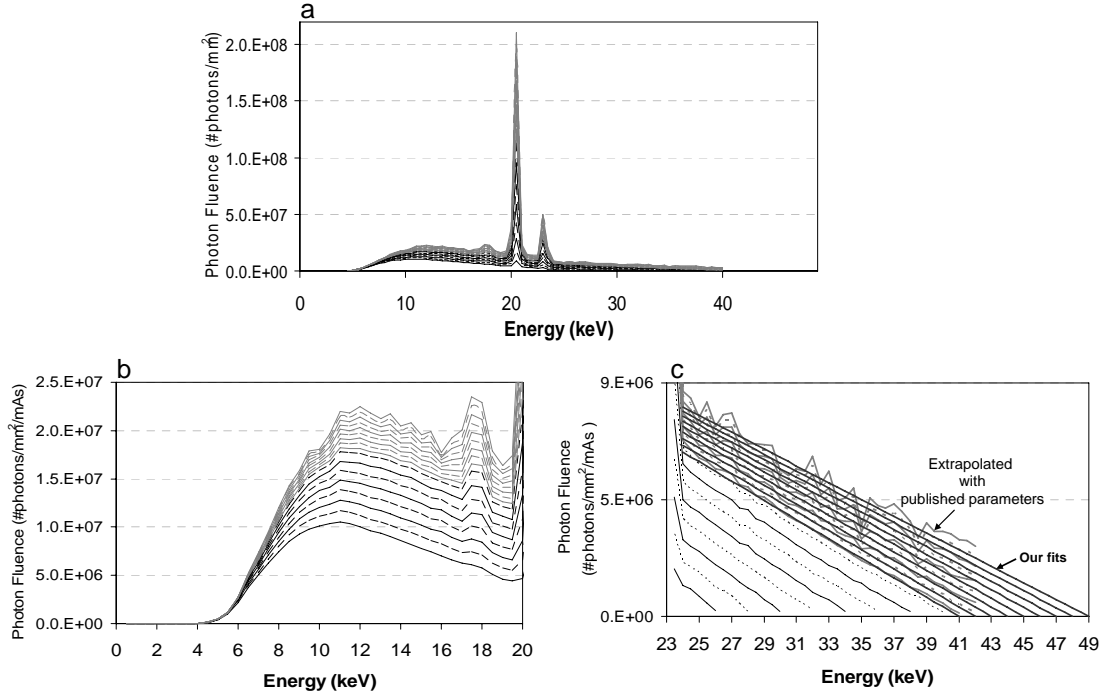 a
Photon Fluence (#photons/mm²)
2.0E+08
1.5E+08
1.0E+08
5.0E+07
0.0E+00
0 10 20 30 40
Energy (keV)
b
Photon Fluence (#photons/mm²/mAs)
2.5E+07
2.0E+07
1.5E+07
1.0E+07
5.0E+06
0.0E+00
0 2 4 6 8 10 12 14 16 18 20
Energy (keV)
c
Photon Fluence
(#photons/mm²/mAs)
9.E+06
5.E+06
0.E+00
Extrapolated
with
published parameters
Our fits
23 25 27 29 31 33 35 37 39 41 43 45 47 49
Energy (keV)